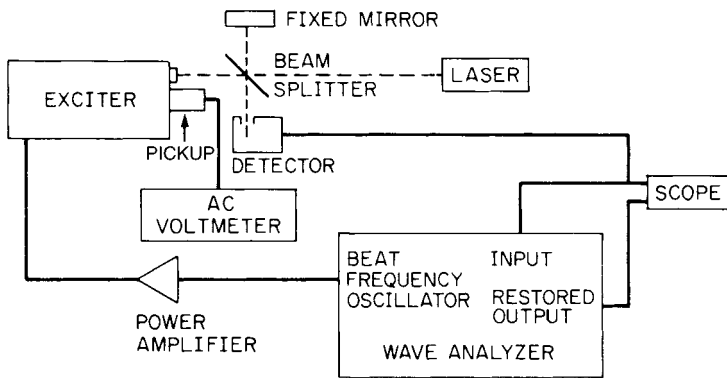 FIXED MIRROR
BEAM
SPLITTER
LASER
EXCITER
PICKUP
DETECTOR
AC
VOLTMETER
SCOPE
BEAT
FREQUENCY
OSCILLATOR
INPUT
RESTORED
OUTPUT
WAVE ANALYZER
POWER
AMPLIFIER